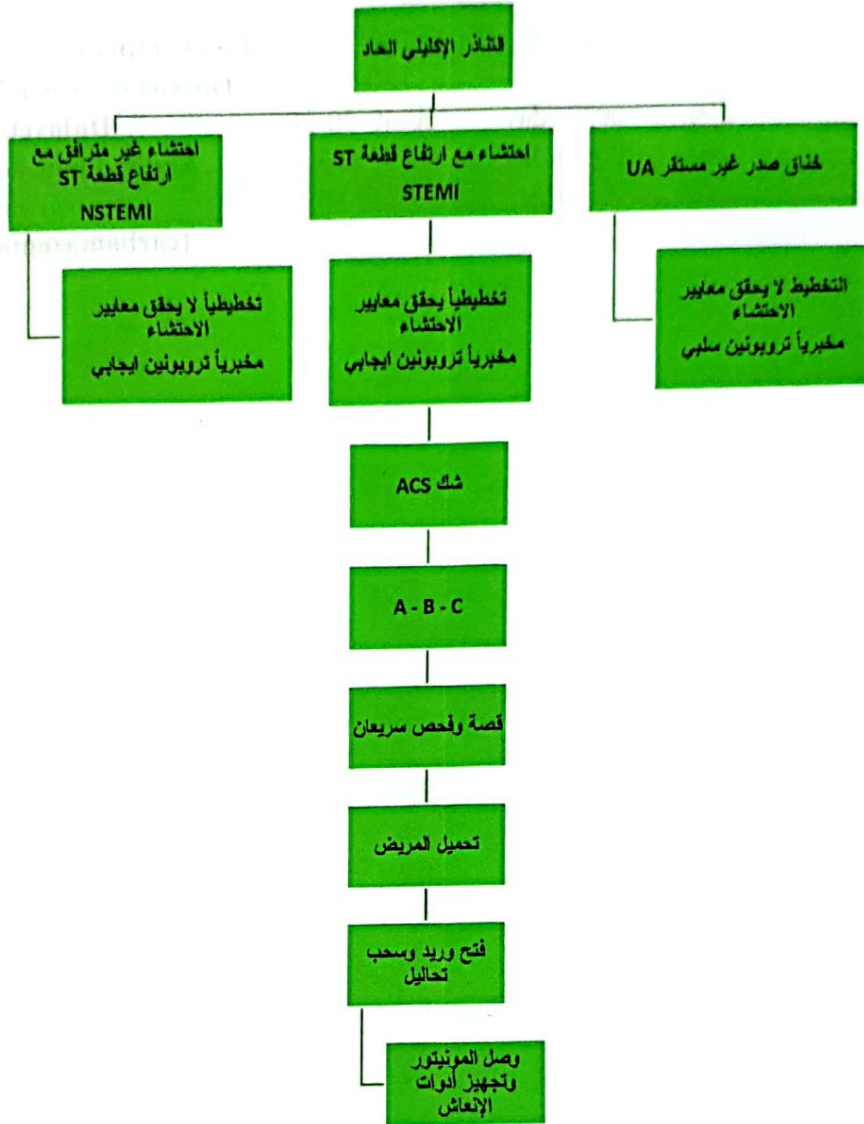 التناذر الإكليلي الحاد
خناق صدر غير مستقر UA
احتشاء مع ارتفاع قطعة ST
STEMI
احتشاء غير مترافق مع
ارتفاع قطعة ST
NSTEMI
التخطيط لا يحقق معايير
الاحتشاء
مخبرياً تروبونين سلبي
تخطيطياً يحقق معايير
الاحتشاء
مخبرياً تروبونين ايجابي
تخطيطياً لا يحقق معايير
الاحتشاء
مخبرياً تروبونين ايجابي
شك ACS
A - B - C
قصة وفحص سريعان
تحميل المريض
فتح وريد وسحب
تحاليل
وصل المونيتور
وتجهيز أدوات
الإنعاش